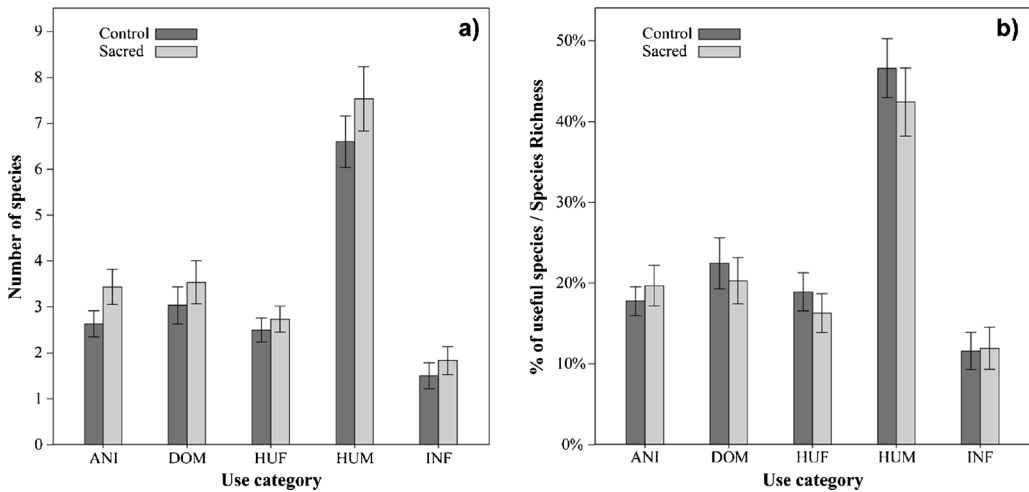 a)
Control
Sacred
Number of species
9
8
7
6
5
4
3
2
1
0
ANI DOM HUF HUM INF
Use category
b)
Control
Sacred
% of useful species / Species Richness
50%
40%
30%
20%
10%
0%
ANI DOM HUF HUM INF
Use category